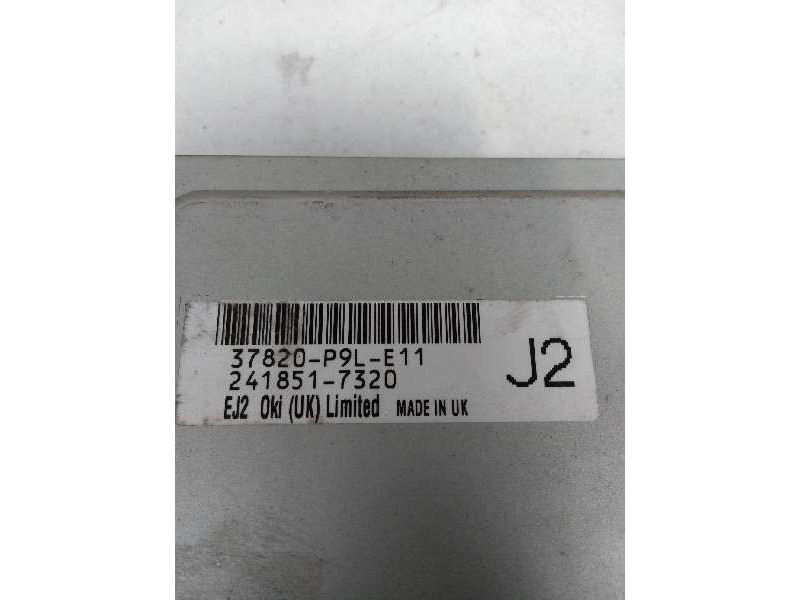 37820-P9L-E11
241851-7320
EJ2 Oki (UK) Limited MADE IN UK
J2